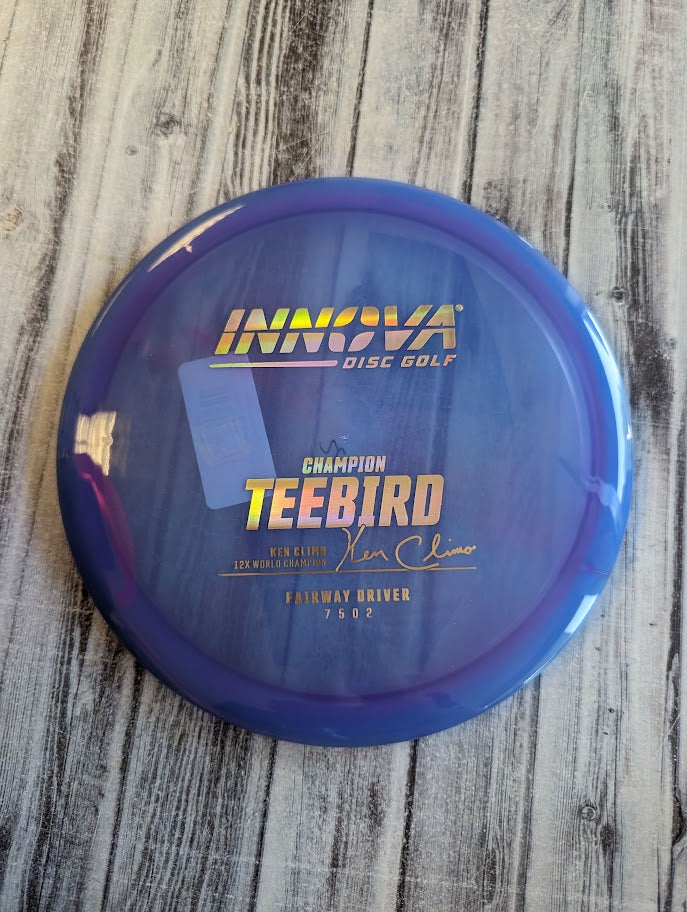 INNOVA®
DISC GOLF
CHAMPION
TEEBIRD
KEN CLIMO
12X WORLD CHAMPION
Ken Climo
FAIRWAY DRIVER
7 5 0 2